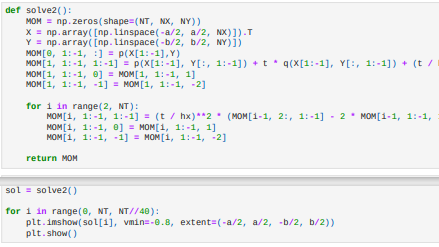 def solve2():
MOM = np.zeros(shape=(NT, NX, NY))
X = np.array([np.linspace(-a/2, a/2, NX)]).T
Y = np.array([np.linspace(-b/2, b/2, NY)])
MOM[0, 1:-1, :] = p(X[1:-1],Y)
MOM[1, 1:-1, 1:-1] = p(X[1:-1], Y[:, 1:-1]) + t * q(X[1:-1], Y[:, 1:-1]) + (t /
MOM[1, 1:-1, 0] = MOM[1, 1:-1, 1]
MOM[1, 1:-1, -1] = MOM[1, 1:-1, -2]
for i in range(2, NT):
MOM[i, 1:-1, 1:-1] = (t / hx)**2 * (MOM[i-1, 2:, 1:-1] - 2 * MOM[i-1, 1:-1,
MOM[i, 1:-1, 0] = MOM[i, 1:-1, 1]
MOM[i, 1:-1, -1] = MOM[i, 1:-1, -2]
return MOM
sol = solve2()
for i in range(0, NT, NT//40):
plt.imshow(sol[i], vmin=-0.8, extent=(-a/2, a/2, -b/2, b/2))
plt.show()